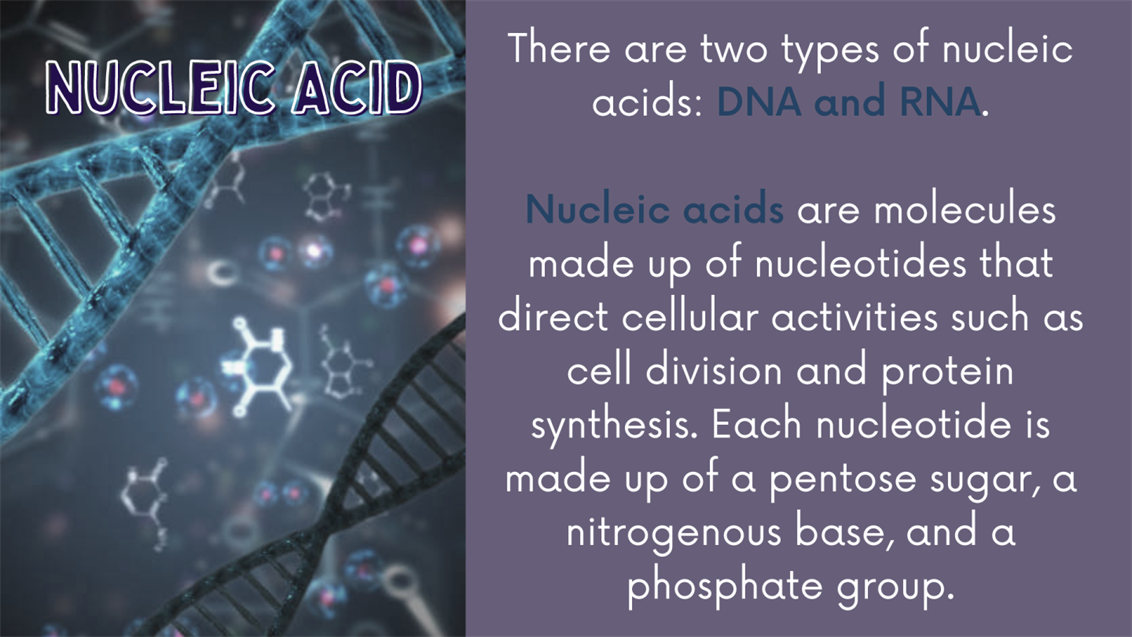 NUCLEIC ACID
There are two types of nucleic
acids: DNA and RNA.
Nucleic acids are molecules
made up of nucleotides that
direct cellular activities such as
cell division and protein
synthesis. Each nucleotide is
made up of a pentose sugar, a
nitrogenous base, and a
phosphate group.